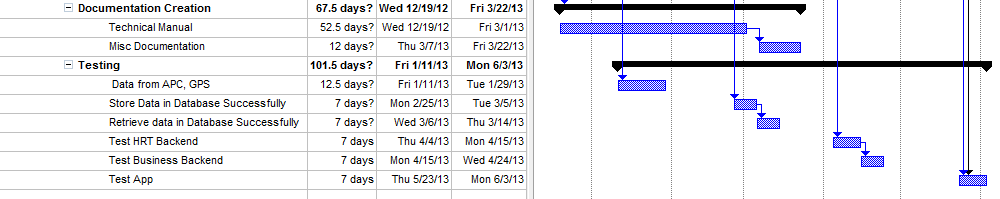 Documentation Creation 67.5 days? Wed 12/19/12 Fri 3/22/13
Technical Manual 52.5 days? Wed 12/19/12 Fri 3/1/13
Misc Documentation 12 days? Thu 3/7/13 Fri 3/22/13
Testing 101.5 days? Fri 1/11/13 Mon 6/3/13
Data from APC, GPS 12.5 days? Fri 1/11/13 Tue 1/29/13
Store Data in Database Successfully 7 days? Mon 2/25/13 Tue 3/5/13
Retrieve data in Database Successfully 7 days? Wed 3/6/13 Thu 3/14/13
Test HRT Backend 7 days Thu 4/4/13 Mon 4/15/13
Test Business Backend 7 days Mon 4/15/13 Wed 4/24/13
Test App 7 days Thu 5/23/13 Mon 6/3/13